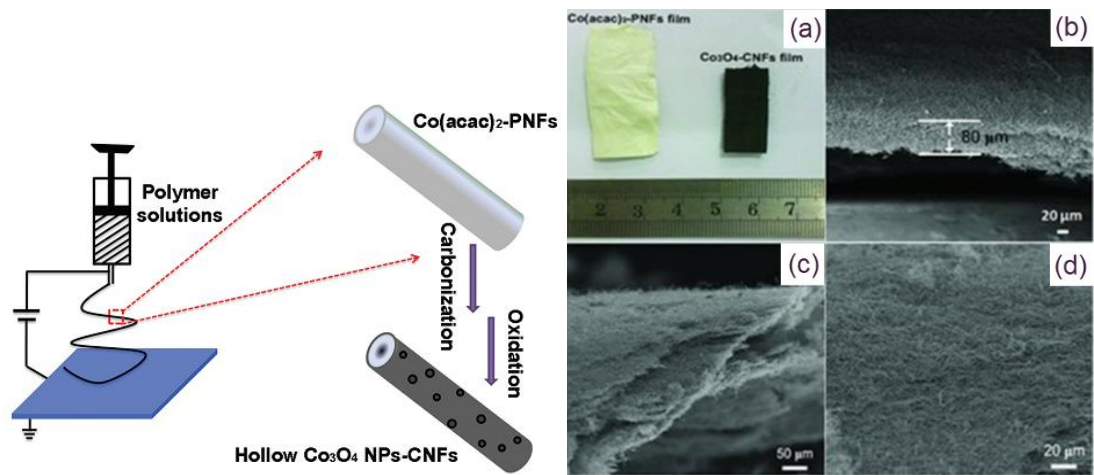 Polymer
solutions
Co(acac)₂-PNFs
Carbonization
Oxidation
Hollow Co₃O₄ NPs-CNFs
(a)
Co(acac)₂-PNFs film
Co₃O₄-CNFs film
2 3 4 5 6 7
(b)
80 μm
20 μm
(c)
50 μm
(d)
20 μm